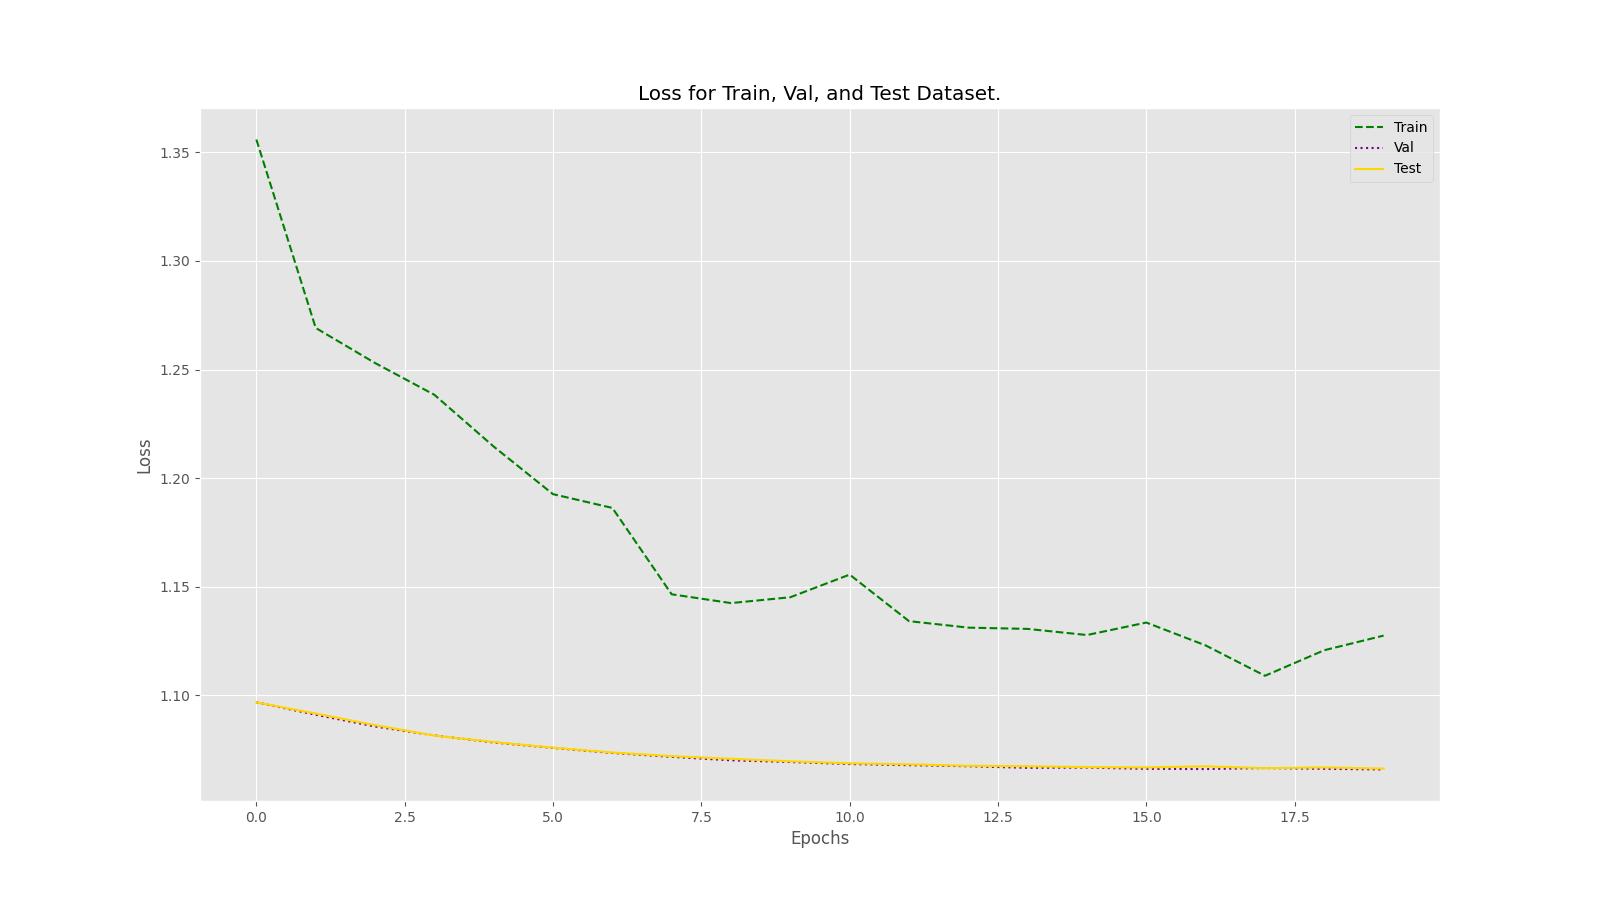 Loss for Train, Val, and Test Dataset.
Train
Val
Test
1.35
1.30
1.25
1.20
1.15
1.10
Loss
0.0 2.5 5.0 7.5 10.0 12.5 15.0 17.5
Epochs